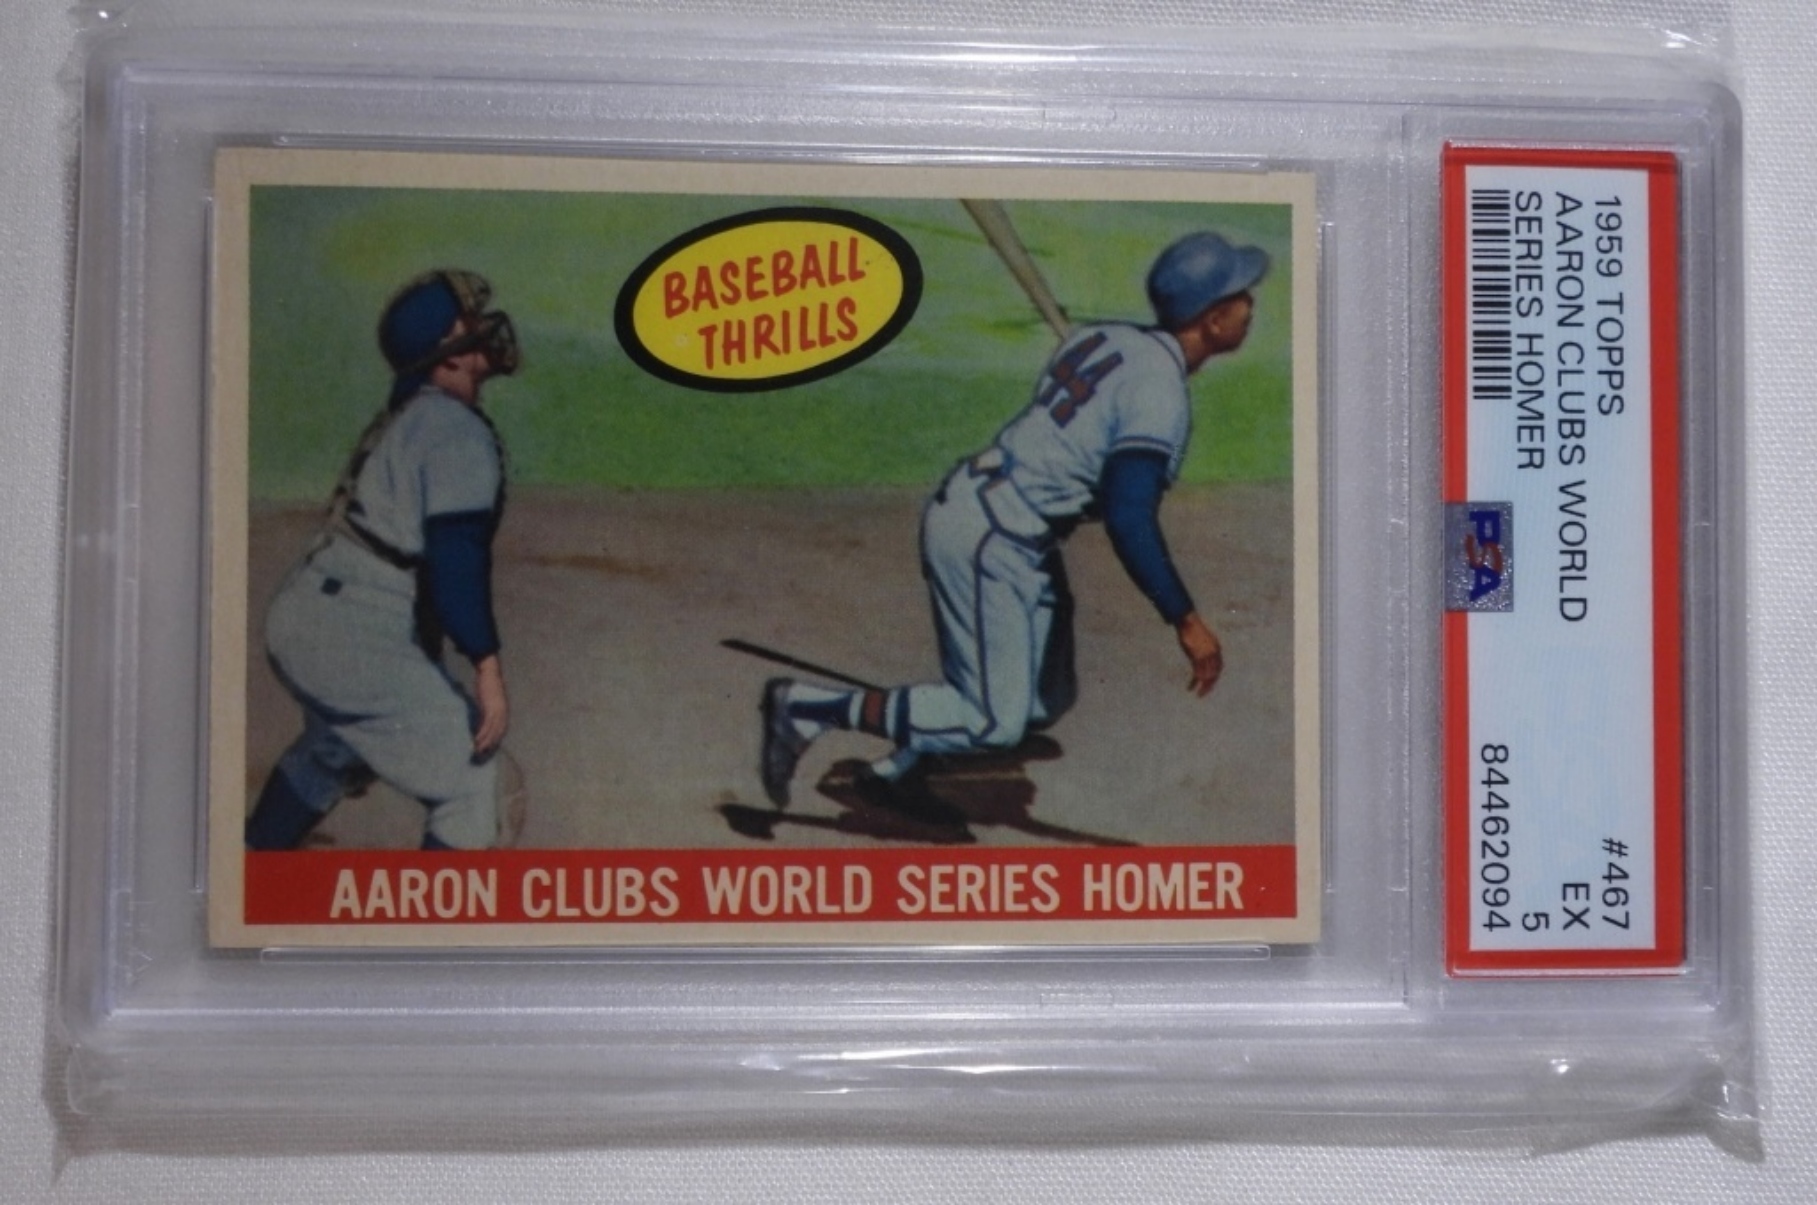 BASEBALL
THRILLS
44
AARON CLUBS WORLD SERIES HOMER
1959 TOPPS #467
AARON CLUBS WORLD EX
SERIES HOMER 5
PSA 84462094